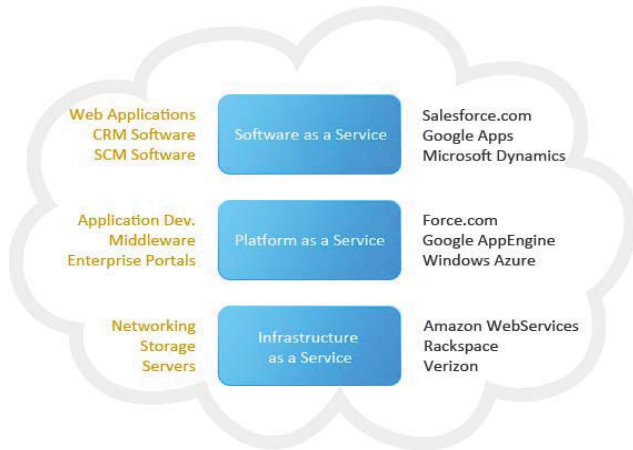 Web Applications
CRM Software
SCM Software
Software as a Service
Salesforce.com
Google Apps
Microsoft Dynamics
Application Dev.
Middleware
Enterprise Portals
Platform as a Service
Force.com
Google AppEngine
Windows Azure
Networking
Storage
Servers
Infrastructure
as a Service
Amazon WebServices
Rackspace
Verizon